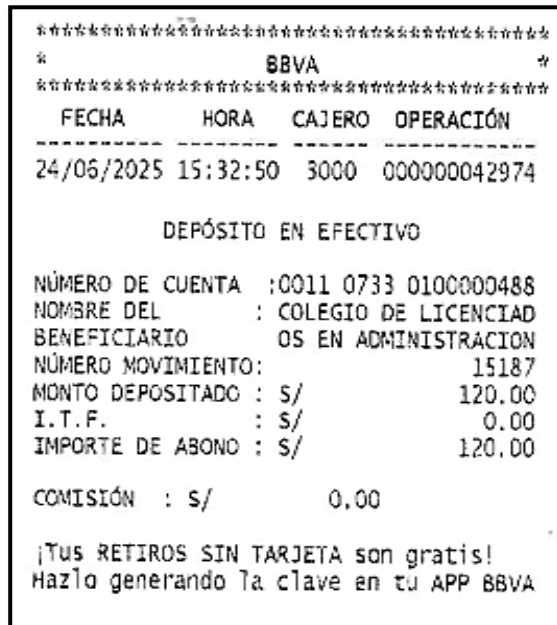 ******************************************
* BBVA *
******************************************
FECHA HORA CAJERO OPERACIÓN
---------- -------- ------ ------------
24/06/2025 15:32:50 3000 000000042974
DEPÓSITO EN EFECTIVO
NÚMERO DE CUENTA :0011 0733 0100000488
NOMBRE DEL : COLEGIO DE LICENCIAD
BENEFICIARIO OS EN ADMINISTRACION
NÚMERO MOVIMIENTO: 15187
MONTO DEPOSITADO : S/ 120.00
I.T.F. : S/ 0.00
IMPORTE DE ABONO : S/ 120.00
COMISIÓN : S/ 0.00
¡Tus RETIROS SIN TARJETA son gratis!
Hazlo generando la clave en tu APP BBVA